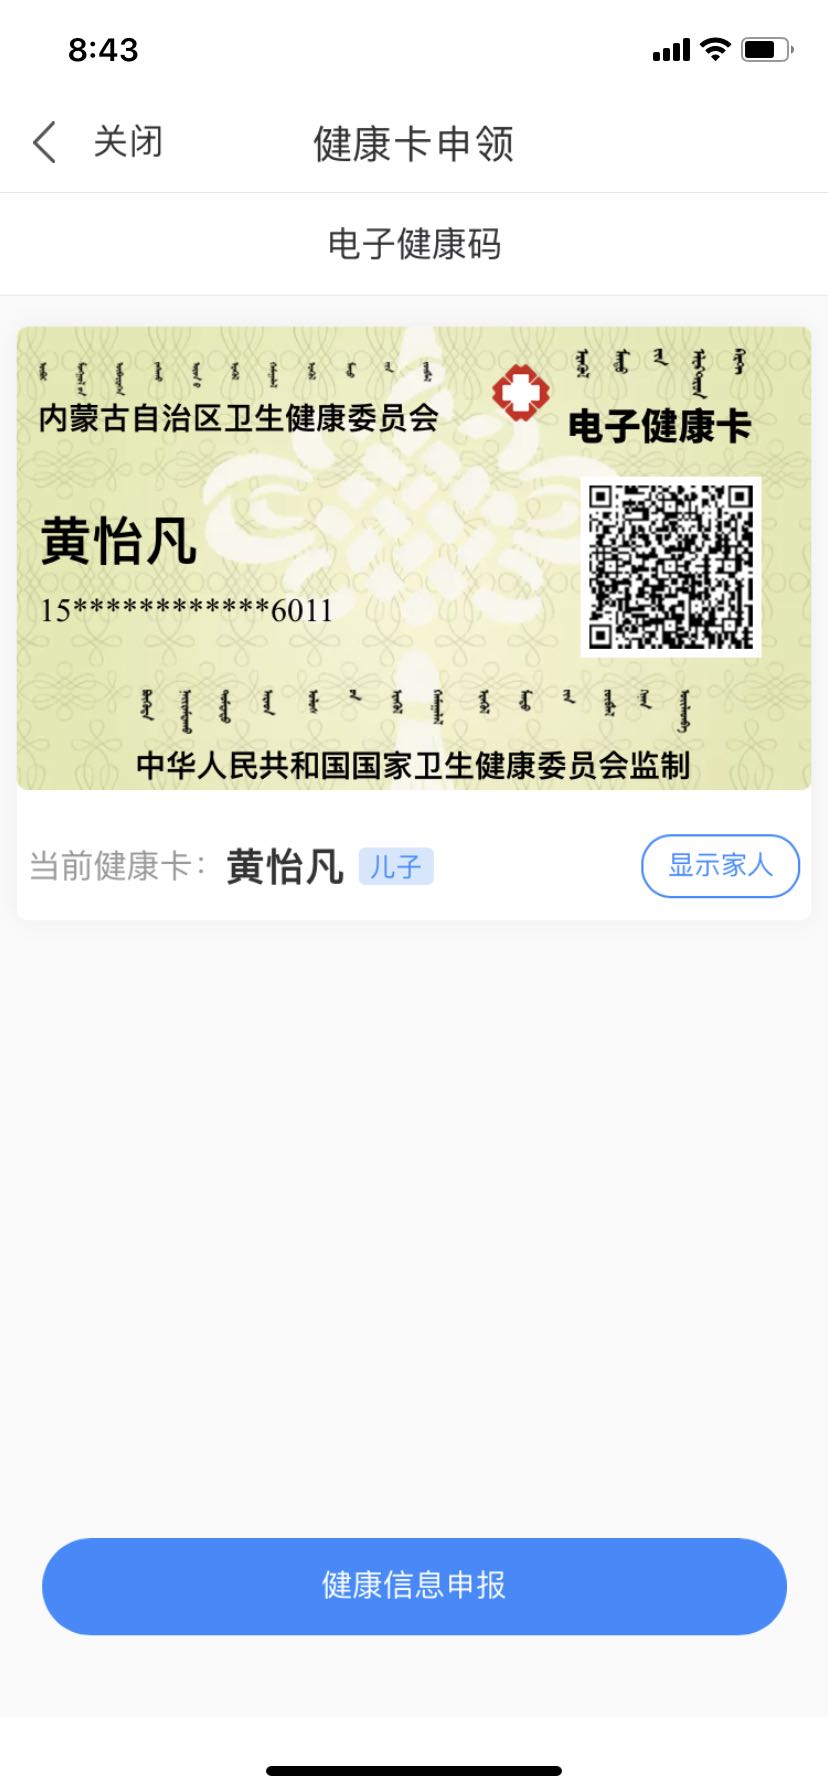 8:43
关闭
健康卡申领
电子健康码
内蒙古自治区卫生健康委员会
电子健康卡
黄怡凡
15************6011
中华人民共和国国家卫生健康委员会监制
当前健康卡：黄怡凡 儿子
显示家人
健康信息申报